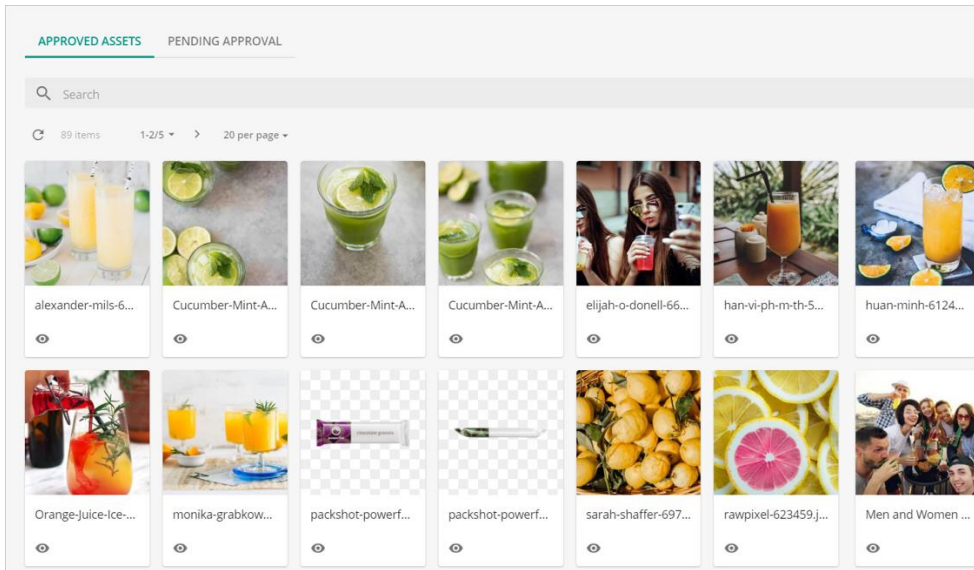 APPROVED ASSETS PENDING APPROVAL
Search
89 items 1-2/5 20 per page
alexander-mils-6... Cucumber-Mint-A... Cucumber-Mint-A... Cucumber-Mint-A... elijah-o-donell-66... han-vi-ph-m-th-5... huan-minh-6124...
Orange-Juice-Ice-... monika-grabkow... packshot-powerf... packshot-powerf... sarah-shaffer-697... rawpixel-623459.j... Men and Women ...